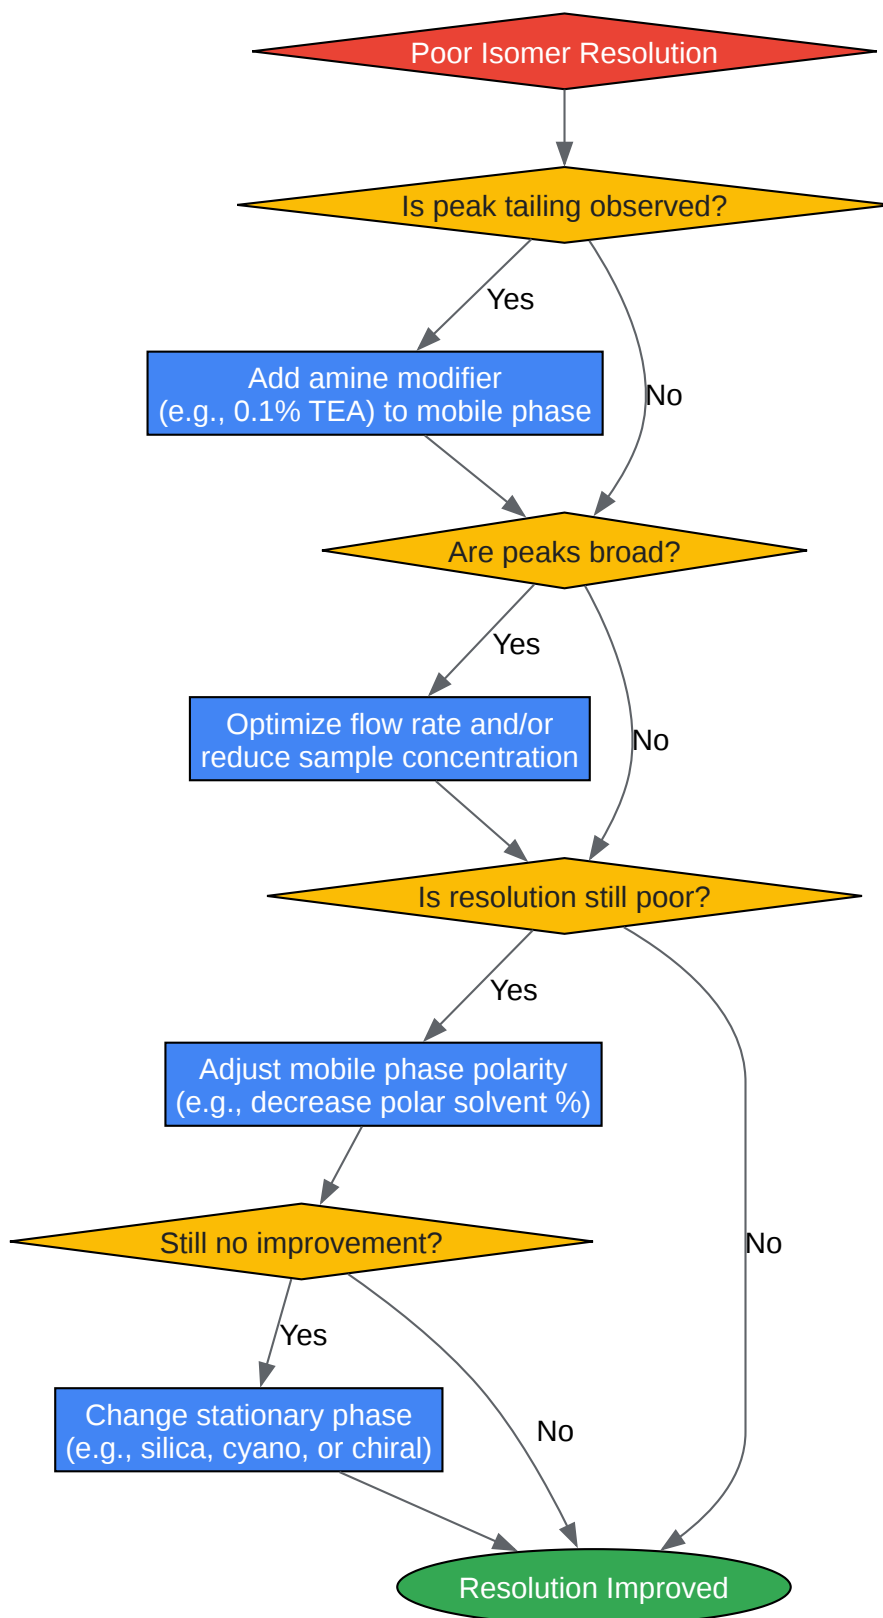 Poor Isomer Resolution
Is peak tailing observed?
Yes
Add amine modifier
(e.g., 0.1% TEA) to mobile phase
No
Are peaks broad?
Yes
Optimize flow rate and/or
reduce sample concentration
No
Is resolution still poor?
Yes
Adjust mobile phase polarity
(e.g., decrease polar solvent %)
Still no improvement?
No
Yes
Change stationary phase
(e.g., silica, cyano, or chiral)
No
Resolution Improved